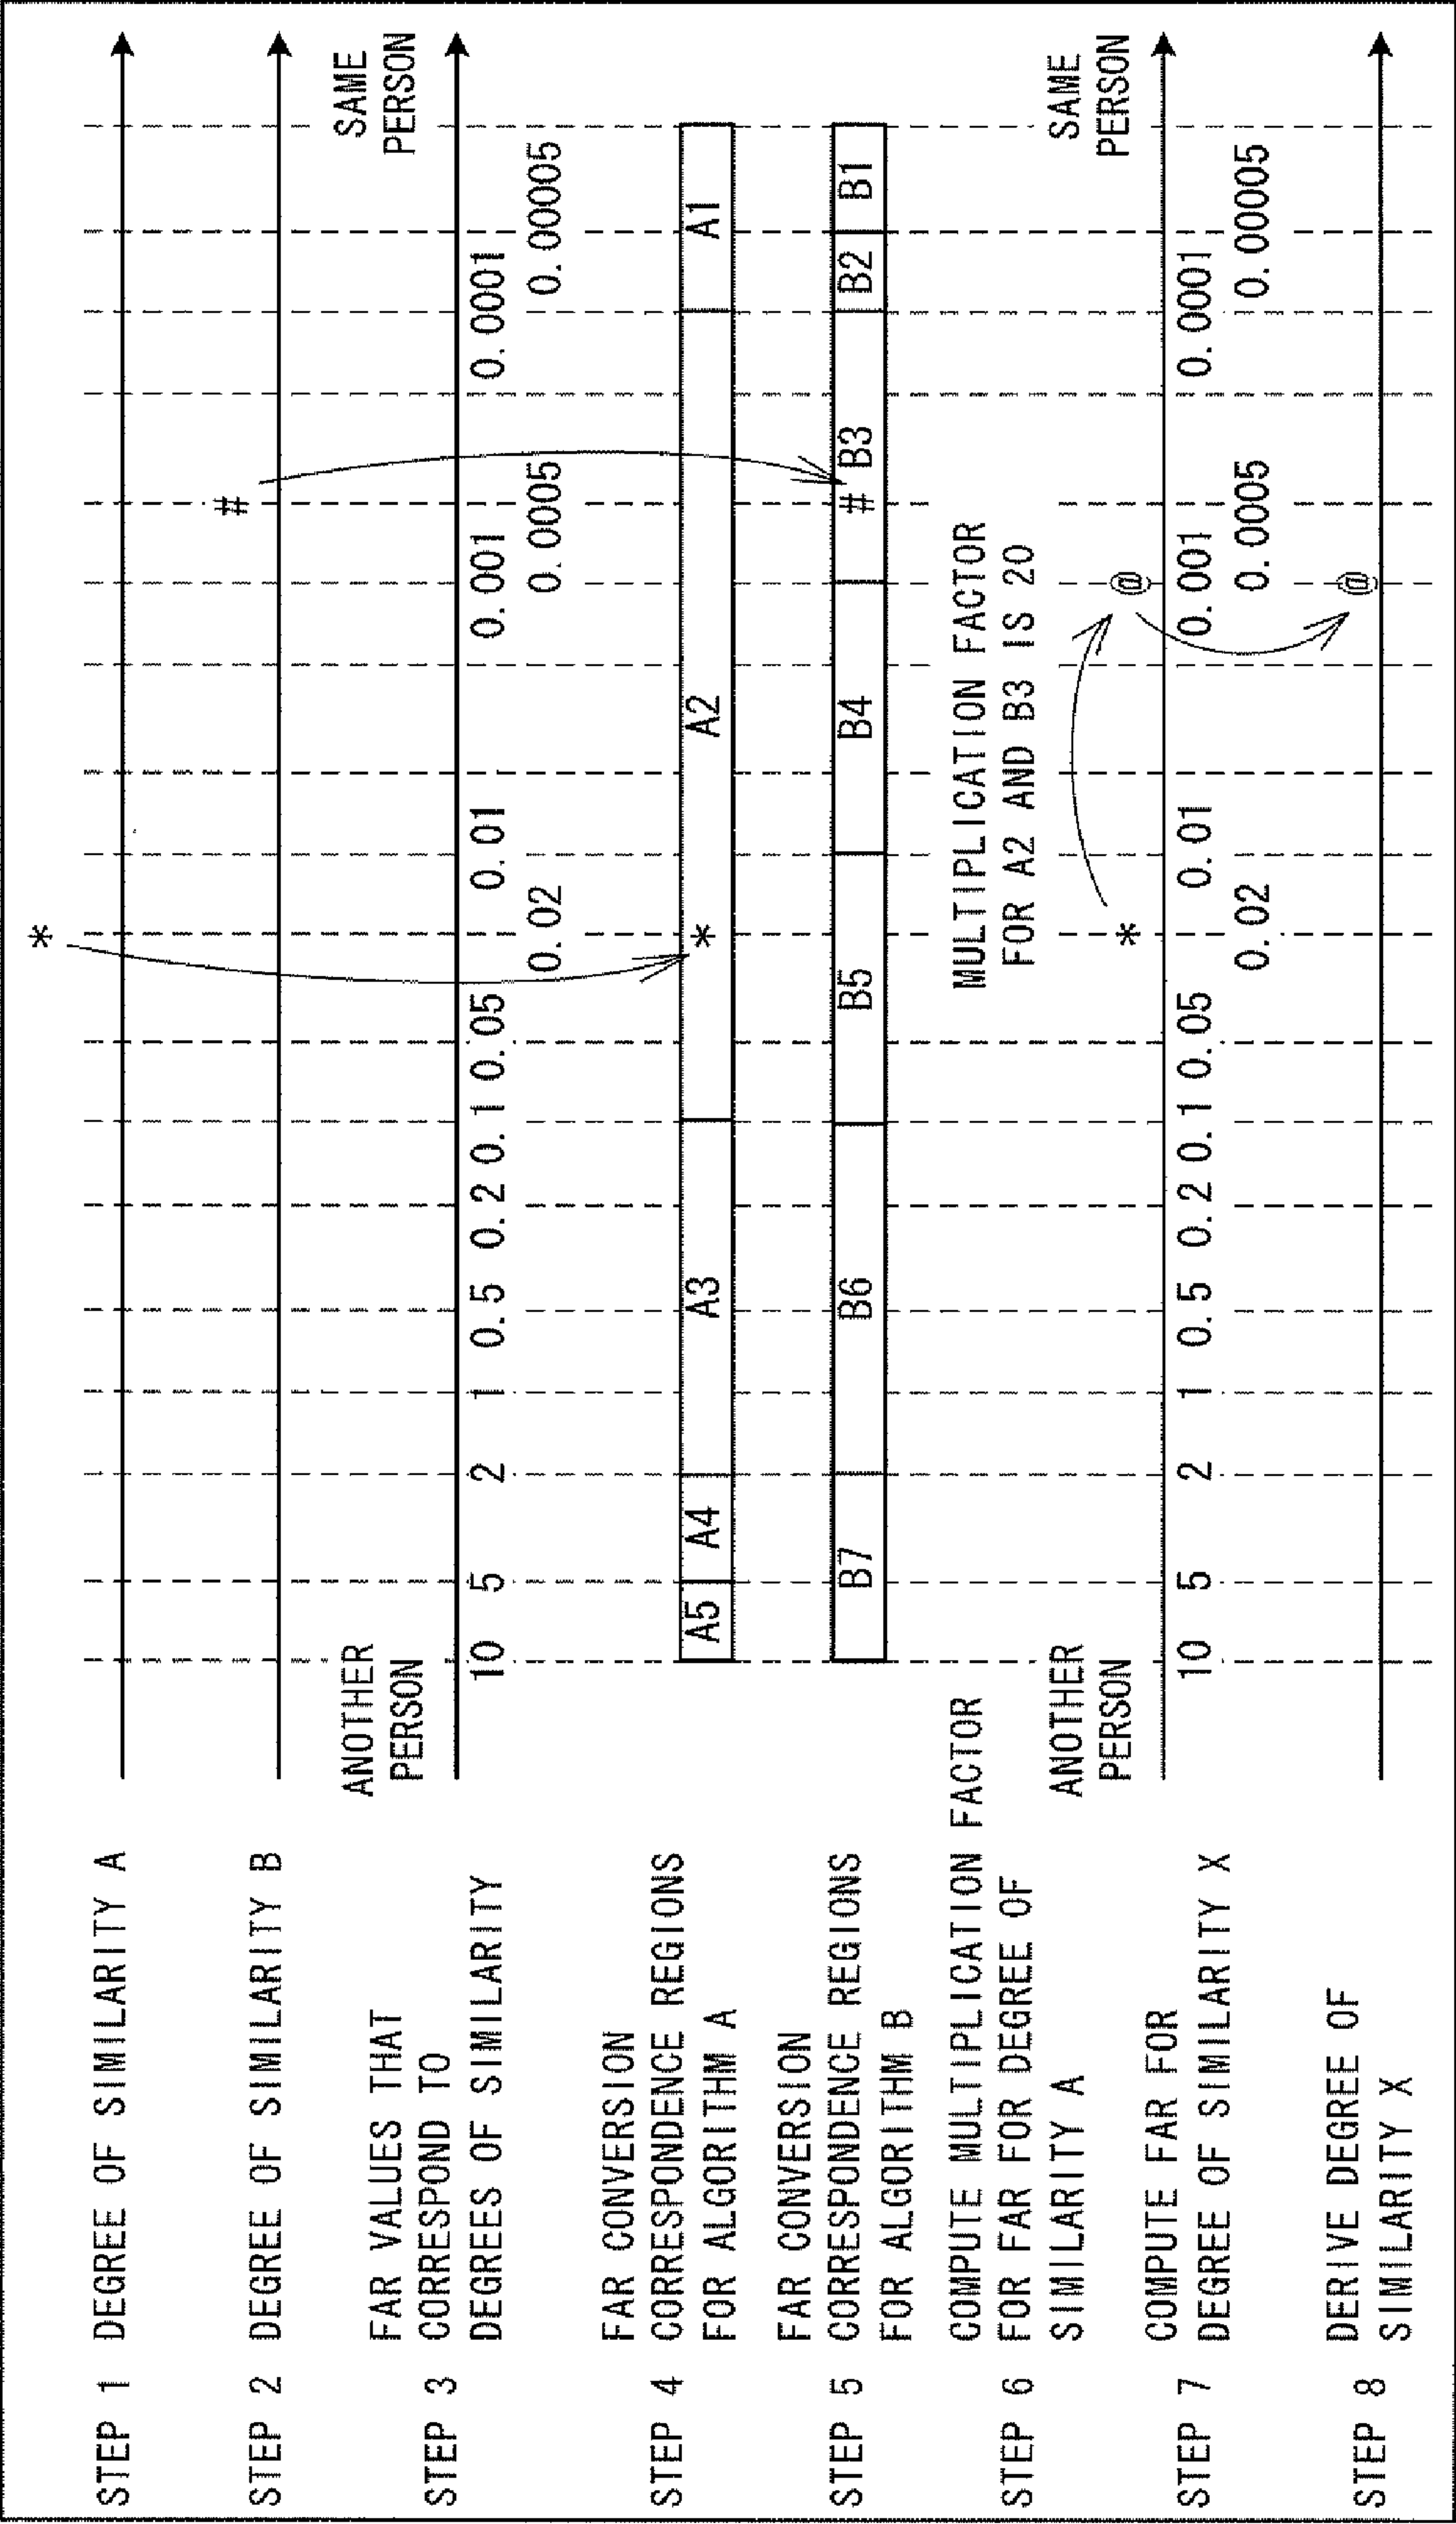 STEP 1 DEGREE OF SIMILARITY A
*
STEP 2 DEGREE OF SIMILARITY B
#
STEP 3
FAR VALUES THAT
CORRESPOND TO
DEGREES OF SIMILARITY
ANOTHER
PERSON
SAME
PERSON
10 5 2 1 0.5 0.2 0.1 0.05 0.01 0.001 0.0001
0.02 0.0005 0.00005
STEP 4
FAR CONVERSION
CORRESPONDENCE REGIONS
FOR ALGORITHM A
A5 A4 A3 * A2 A1
STEP 5
FAR CONVERSION
CORRESPONDENCE REGIONS
FOR ALGORITHM B
B7 B6 B5 B4 # B3 B2 B1
STEP 6
COMPUTE MULTIPLICATION FACTOR
FOR FAR FOR DEGREE OF
SIMILARITY A
MULTIPLICATION FACTOR
FOR A2 AND B3 IS 20
STEP 7
COMPUTE FAR FOR
DEGREE OF SIMILARITY X
ANOTHER
PERSON
* @
SAME
PERSON
10 5 2 1 0.5 0.2 0.1 0.05 0.01 0.001 0.0001
0.02 0.0005 0.00005
STEP 8
DERIVE DEGREE OF
SIMILARITY X
@